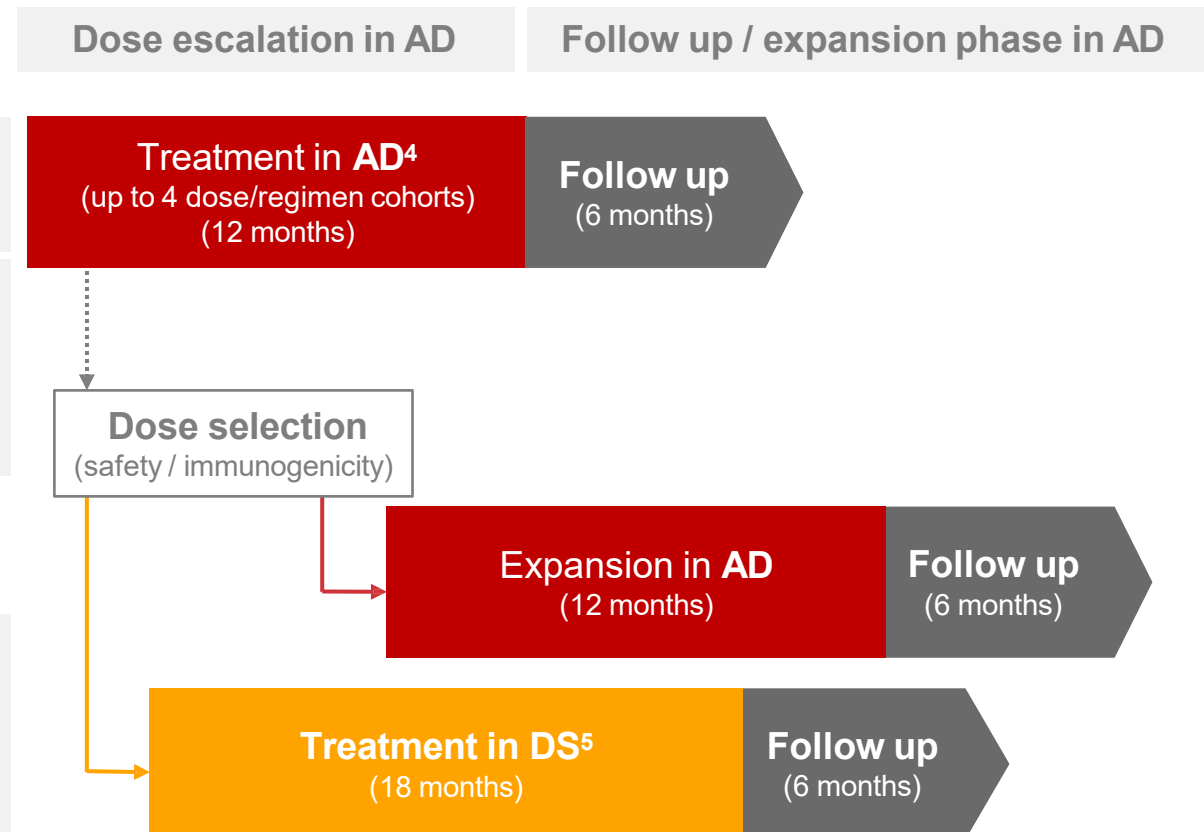 Dose escalation in AD
Follow up / expansion phase in AD
Treatment in AD⁴
(up to 4 dose/regimen cohorts)
(12 months)
Follow up
(6 months)
Dose selection
(safety / immunogenicity)
Expansion in AD
(12 months)
Follow up
(6 months)
Treatment in DS⁵
(18 months)
Follow up
(6 months)